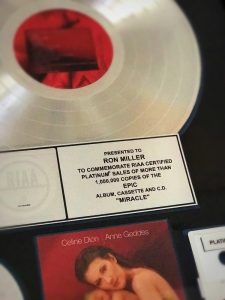 PRESENTED TO
RON MILLER
TO COMMEMORATE RIAA CERTIFIED
PLATINUM® SALES OF MORE THAN
1,000,000 COPIES OF THE
EPIC
ALBUM, CASSETTE AND C.D.
"MIRACLE"
RIAA
Celine Dion Anne Geddes
PLATIN